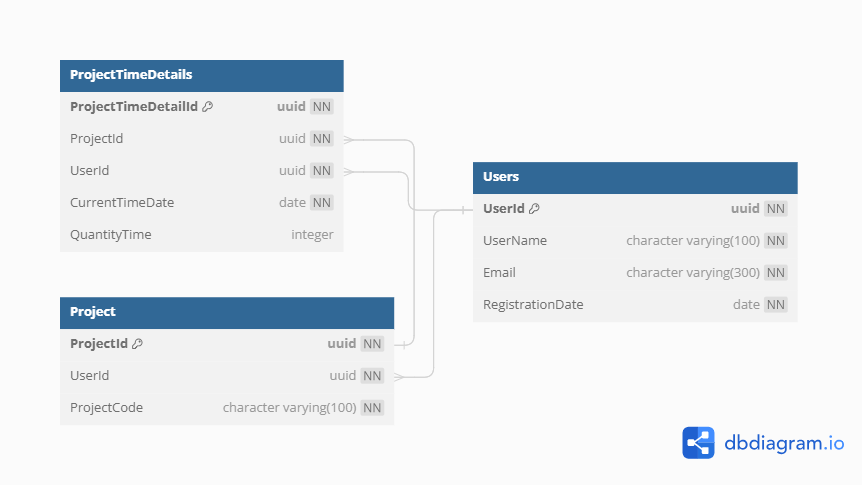 ProjectTimeDetails
ProjectTimeDetailId uuid NN
ProjectId uuid NN
UserId uuid NN
CurrentTimeDate date NN
QuantityTime integer
Users
UserId uuid NN
UserName character varying(100) NN
Email character varying(300) NN
RegistrationDate date NN
Project
ProjectId uuid NN
UserId uuid NN
ProjectCode character varying(100) NN
dbdiagram.io